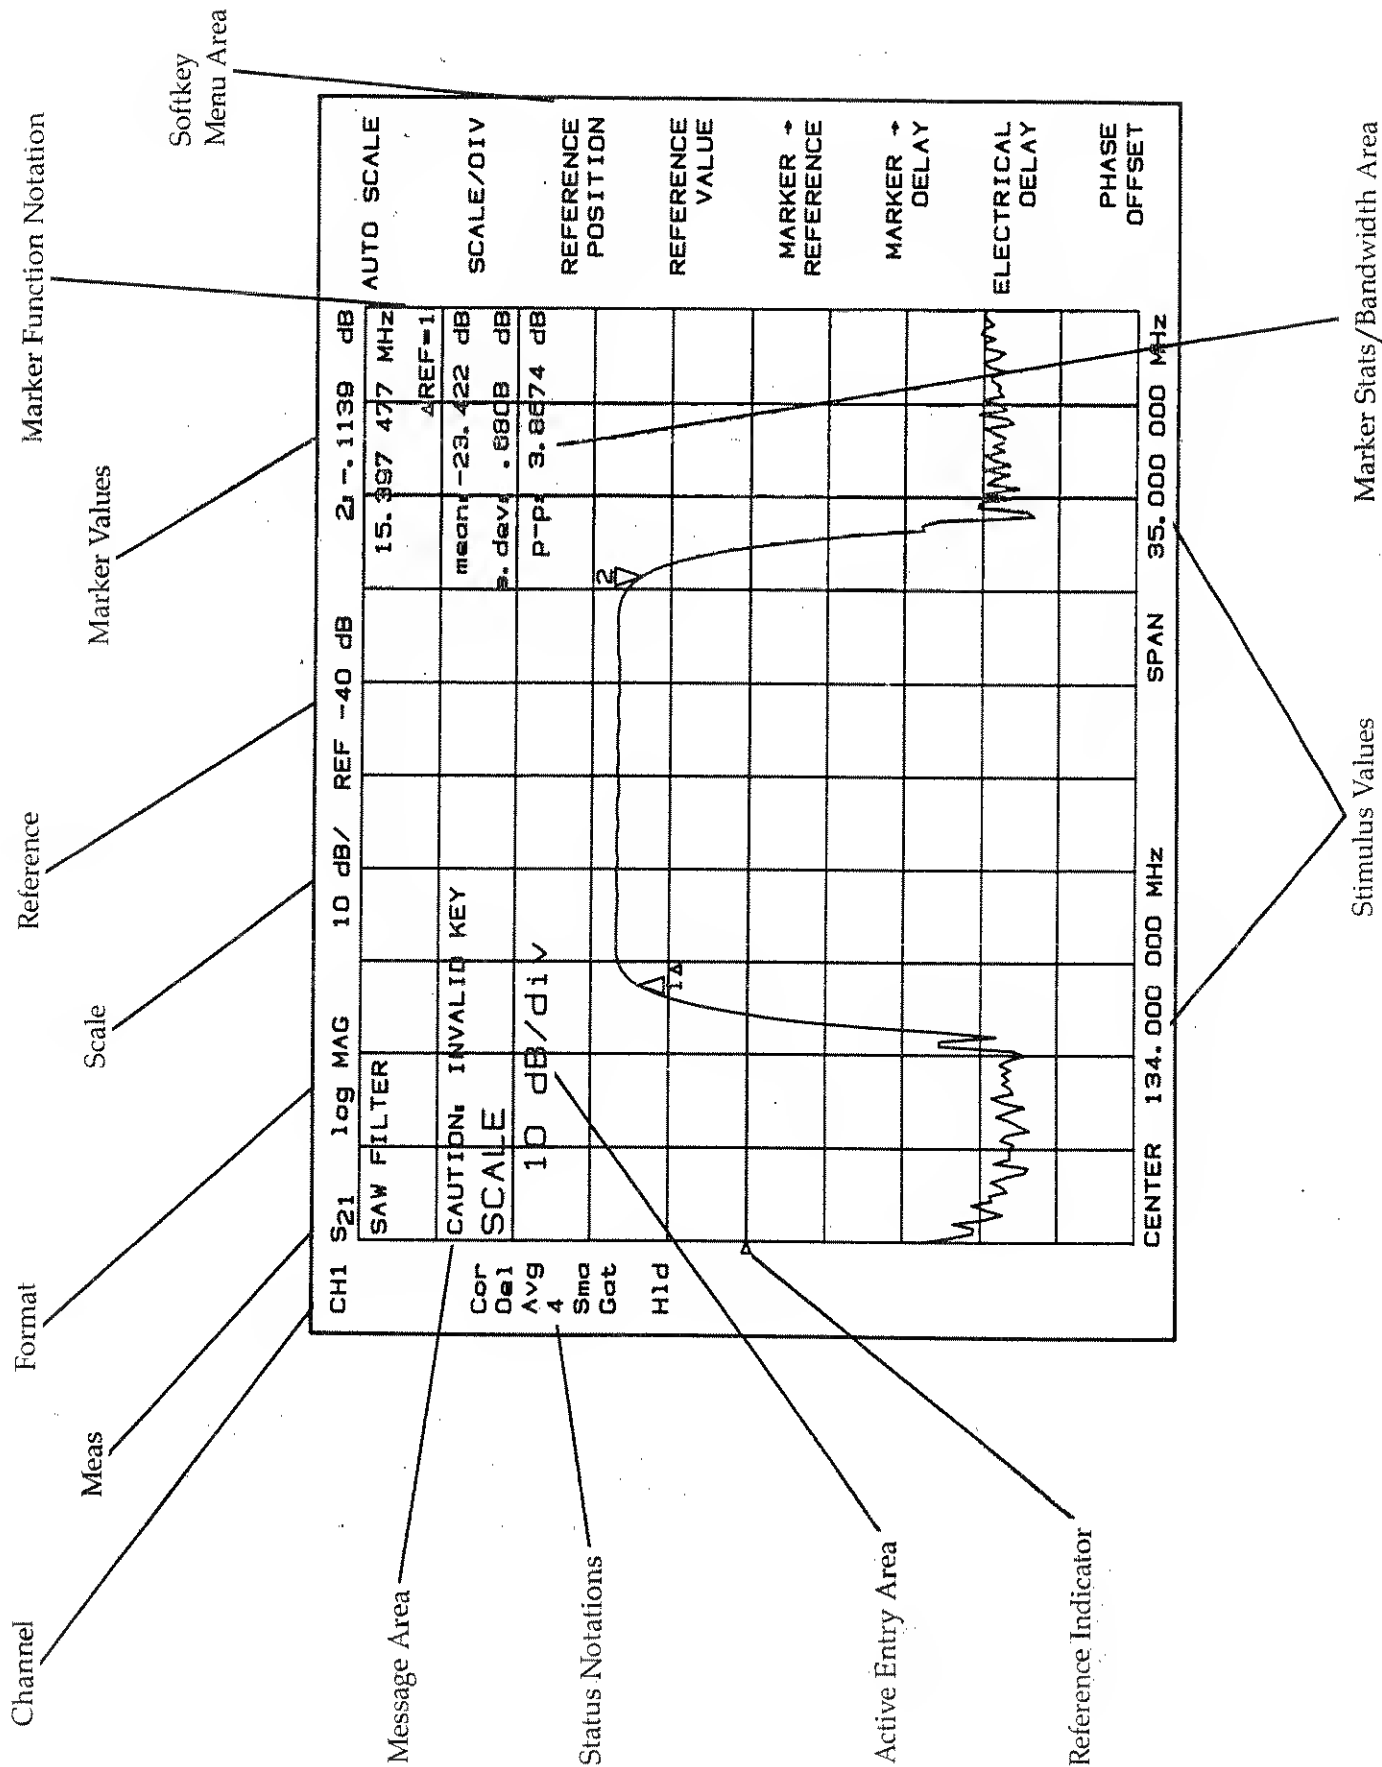 Channel
Meas
Format
Scale
Reference
Marker Values
Marker Function Notation
Softkey
Menu Area
CH1 S21 log MAG 10 dB/ REF -40 dB 2: -.1139 dB
SAW FILTER
15.397 477 MHz
ΔREF=1
CAUTION: INVALID KEY
SCALE
10 dB/div
mean: -23.422 dB
s. dev: .6808 dB
p-p: 3.8674 dB
Cor
Del
Avg
4
Sma
Gat
Hld
1
2
AUTO SCALE
SCALE/DIV
REFERENCE
POSITION
REFERENCE
VALUE
MARKER →
REFERENCE
MARKER →
DELAY
ELECTRICAL
DELAY
PHASE
OFFSET
CENTER 134.000 000 MHz SPAN 35.000 000 MHz
Message Area
Status Notations
Active Entry Area
Reference Indicator
Stimulus Values
Marker Stats/Bandwidth Area